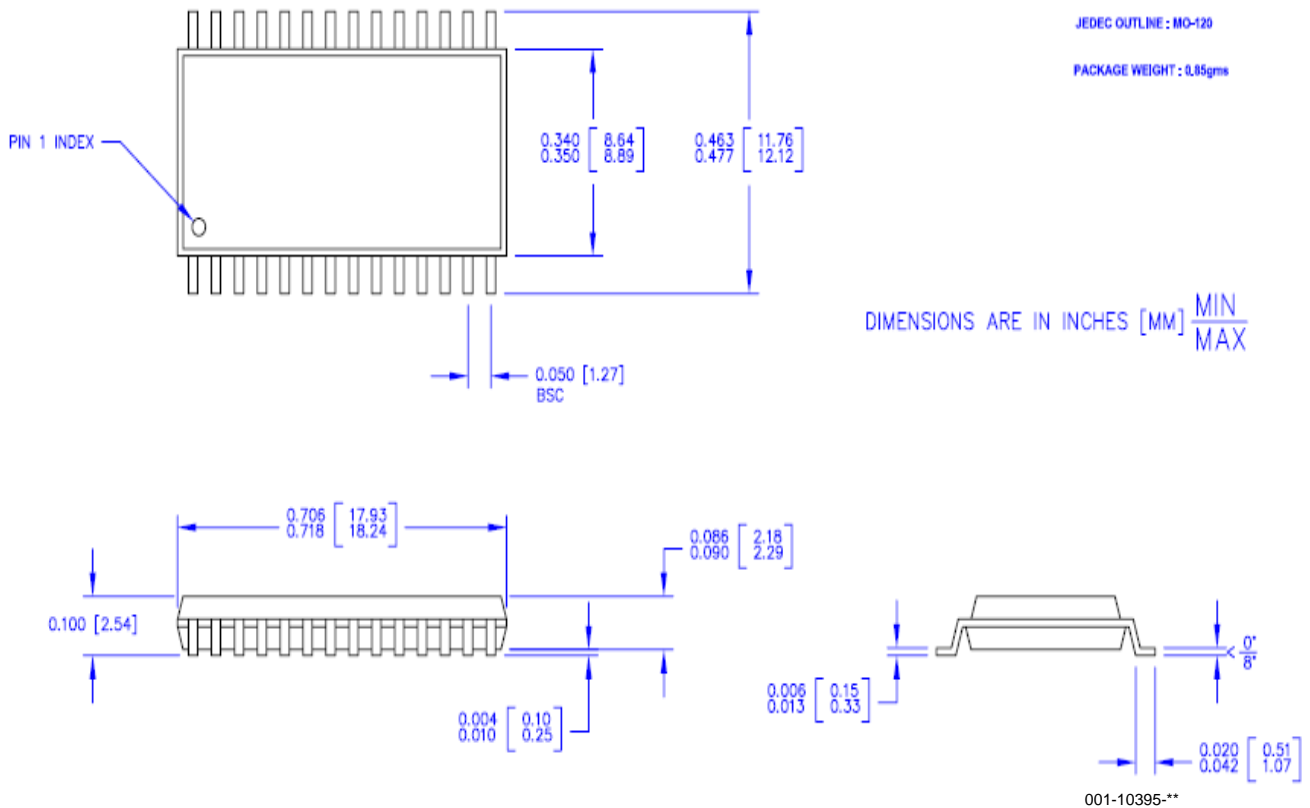 JEDEC OUTLINE : MO-120
PACKAGE WEIGHT : 0.85gms
PIN 1 INDEX
0.340 [ 8.64 ]
0.350 [ 8.89 ]
0.463 [ 11.76 ]
0.477 [ 12.12 ]
DIMENSIONS ARE IN INCHES [MM] MIN
MAX
0.050 [1.27]
BSC
0.706 [ 17.93 ]
0.718 [ 18.24 ]
0.086 [ 2.18 ]
0.090 [ 2.29 ]
0.100 [2.54]
0.004 [ 0.10 ]
0.010 [ 0.25 ]
0.006 [ 0.15 ]
0.013 [ 0.33 ]
< 0°
8°
0.020 [ 0.51 ]
0.042 [ 1.07 ]
001-10395-**